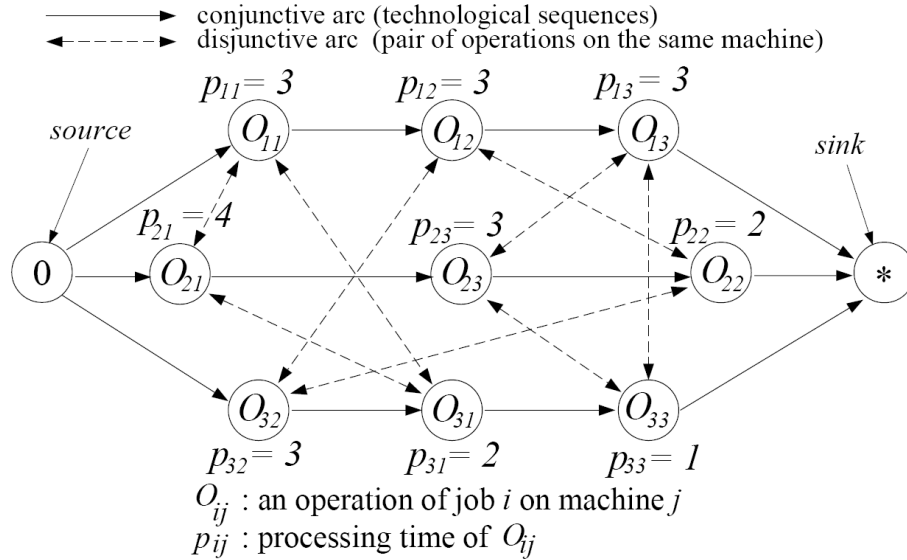 conjunctive arc (technological sequences)
disjunctive arc (pair of operations on the same machine)
p11 = 3 p12 = 3 p13 = 3
source O11 O12 O13 sink
p21 = 4 p23 = 3 p22 = 2
0 O21 O23 O22 *
O32 O31 O33
p32 = 3 p31 = 2 p33 = 1
Oij : an operation of job i on machine j
pij : processing time of Oij